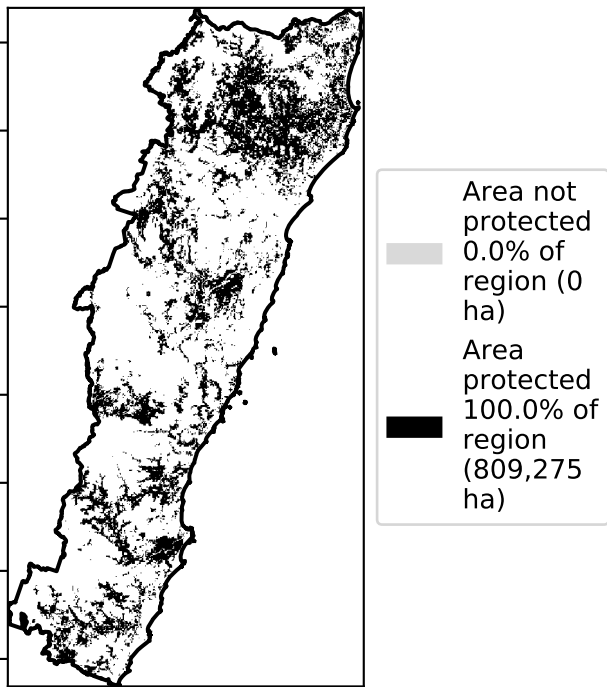 Area not
protected
0.0% of
region (0
ha)
Area
protected
100.0% of
region
(809,275
ha)